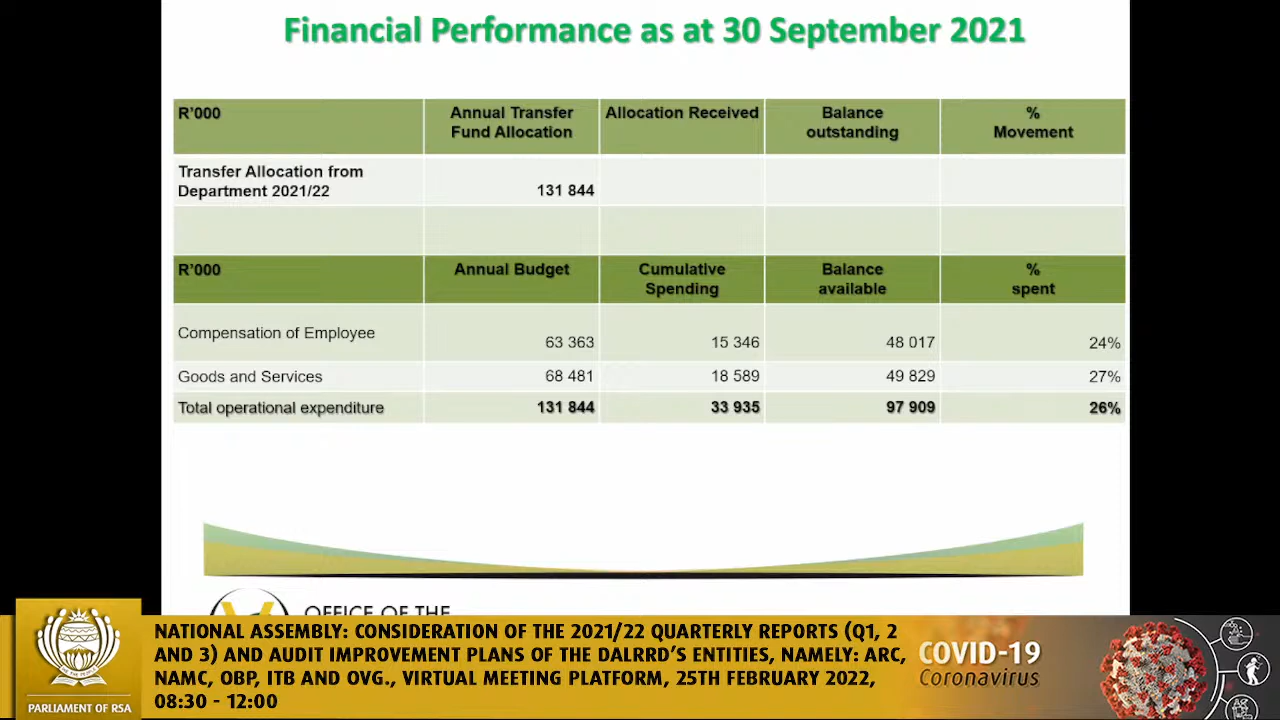 Financial Performance as at 30 September 2021
R'000 Annual Transfer Fund Allocation Allocation Received Balance outstanding % Movement
Transfer Allocation from Department 2021/22 131 844
R'000 Annual Budget Cumulative Spending Balance available % spent
Compensation of Employee 63 363 15 346 48 017 24%
Goods and Services 68 481 18 589 49 829 27%
Total operational expenditure 131 844 33 935 97 909 26%
OFFICE OF THE
NATIONAL ASSEMBLY: CONSIDERATION OF THE 2021/22 QUARTERLY REPORTS (Q1, 2
AND 3) AND AUDIT IMPROVEMENT PLANS OF THE DALRRD'S ENTITIES, NAMELY: ARC,
NAMC, OBP, ITB AND OVG., VIRTUAL MEETING PLATFORM, 25TH FEBRUARY 2022,
08:30 - 12:00
PARLIAMENT OF RSA
COVID-19
Coronavirus